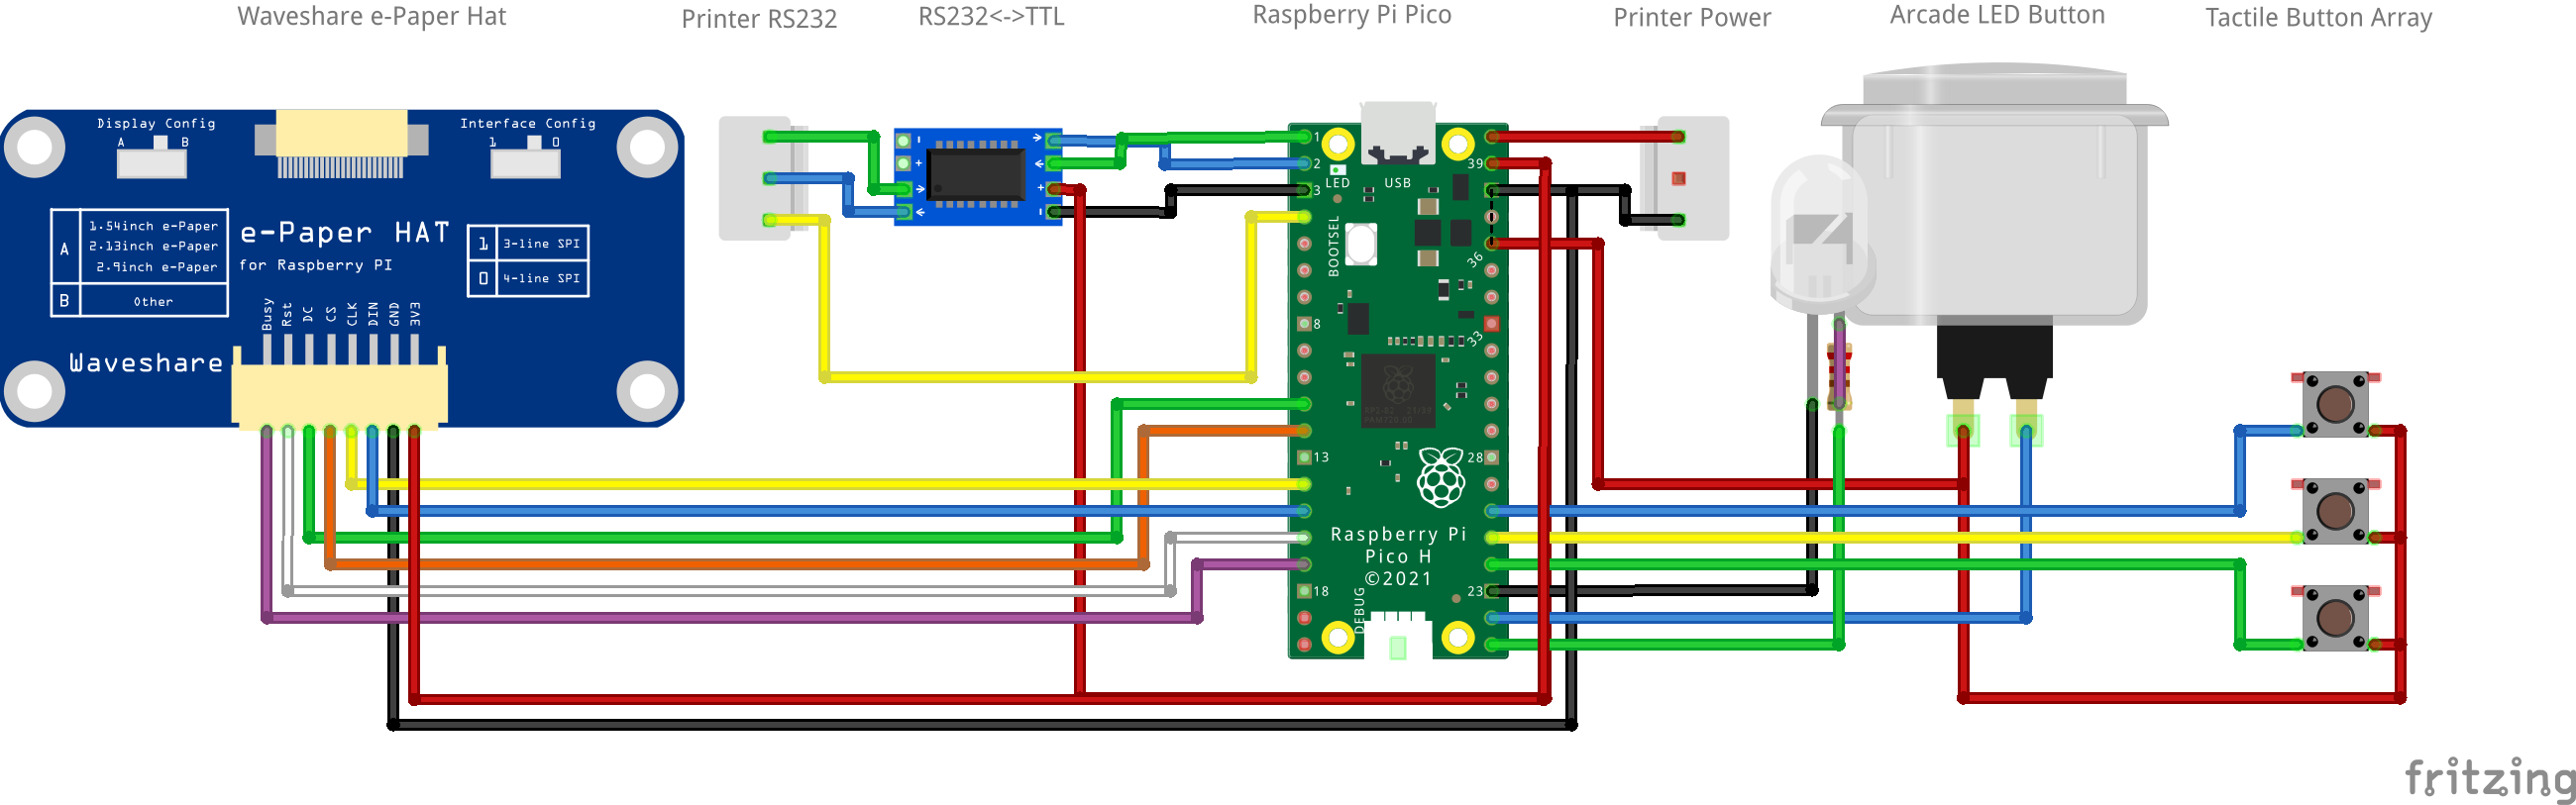 Waveshare e-Paper Hat
Printer RS232
RS232<->TTL
Raspberry Pi Pico
Printer Power
Arcade LED Button
Tactile Button Array
Display Config
A B
Interface Config
1 0
A
1.54inch e-Paper
2.13inch e-Paper
2.9inch e-Paper
B
Other
e-Paper HAT
for Raspberry PI
1 3-line SPI
0 4-line SPI
Busy
Rst
DC
CS
CLK
DIN
GND
3V3
Waveshare
1
2
3
8
13
18
LED
USB
BOOTSEL
39
36
33
28
23
Raspberry Pi
Pico H
©2021
DEBUG
fritzing